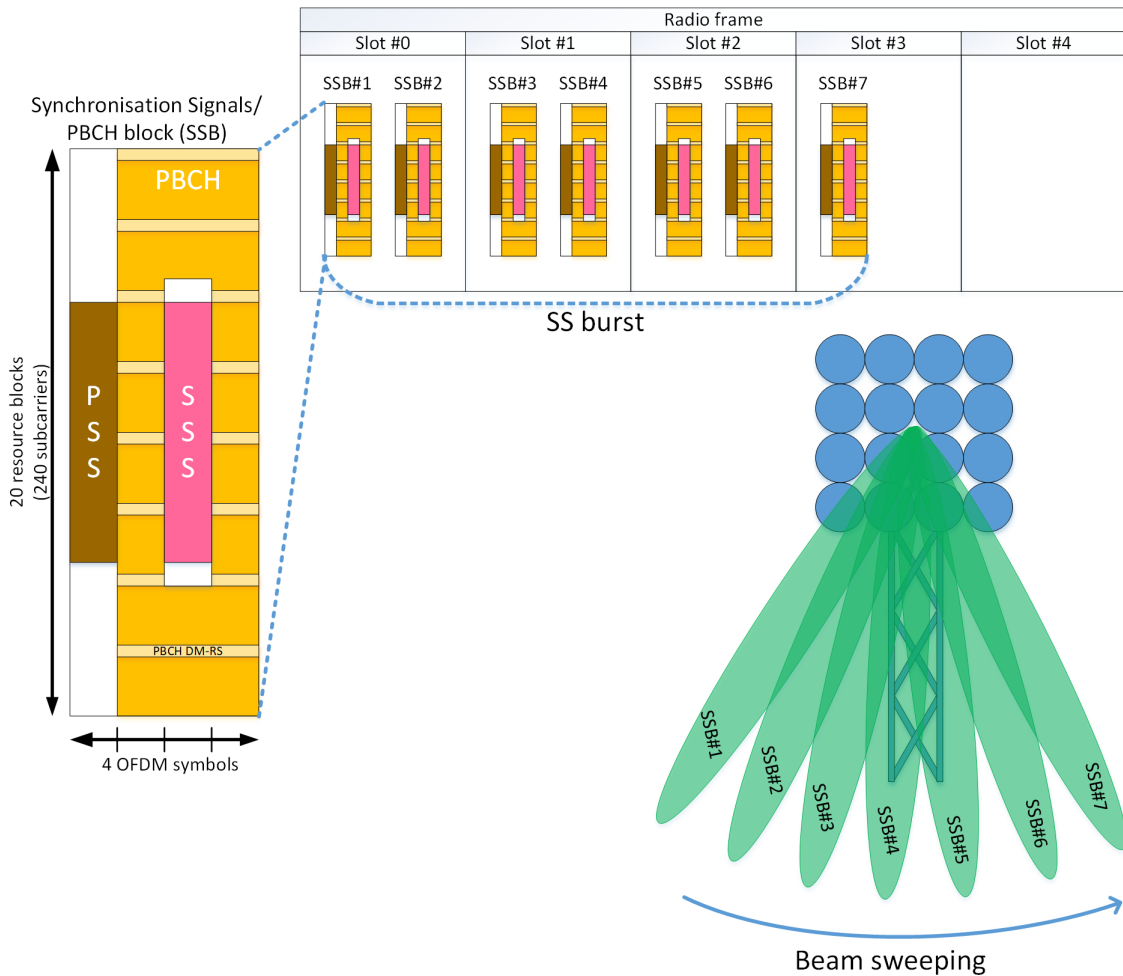 Radio frame
Slot #0
Slot #1
Slot #2
Slot #3
Slot #4
SSB#1
SSB#2
SSB#3
SSB#4
SSB#5
SSB#6
SSB#7
Synchronisation Signals/
PBCH block (SSB)
PBCH
PSS
SSS
PBCH DM-RS
20 resource blocks
(240 subcarriers)
4 OFDM symbols
SS burst
SSB#1
SSB#2
SSB#3
SSB#4
SSB#5
SSB#6
SSB#7
Beam sweeping